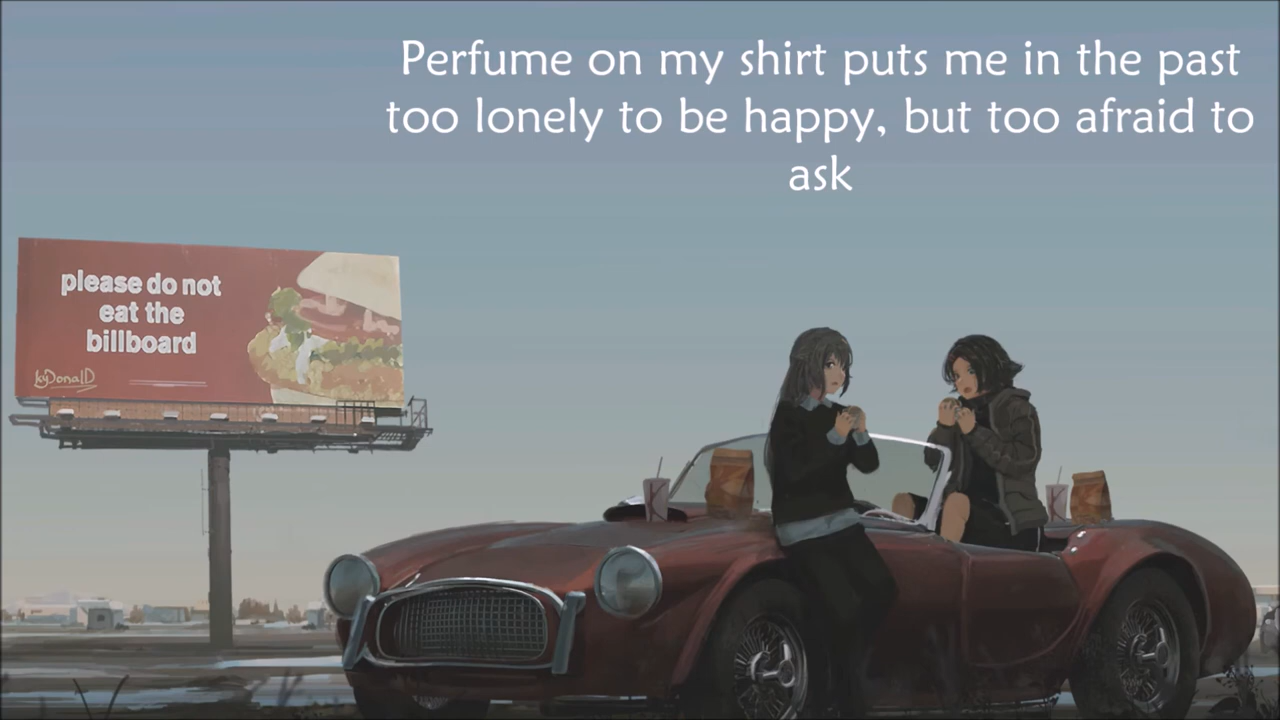 Perfume on my shirt puts me in the past
too lonely to be happy, but too afraid to
ask
please do not
eat the
billboard
kyDonalD
K
K